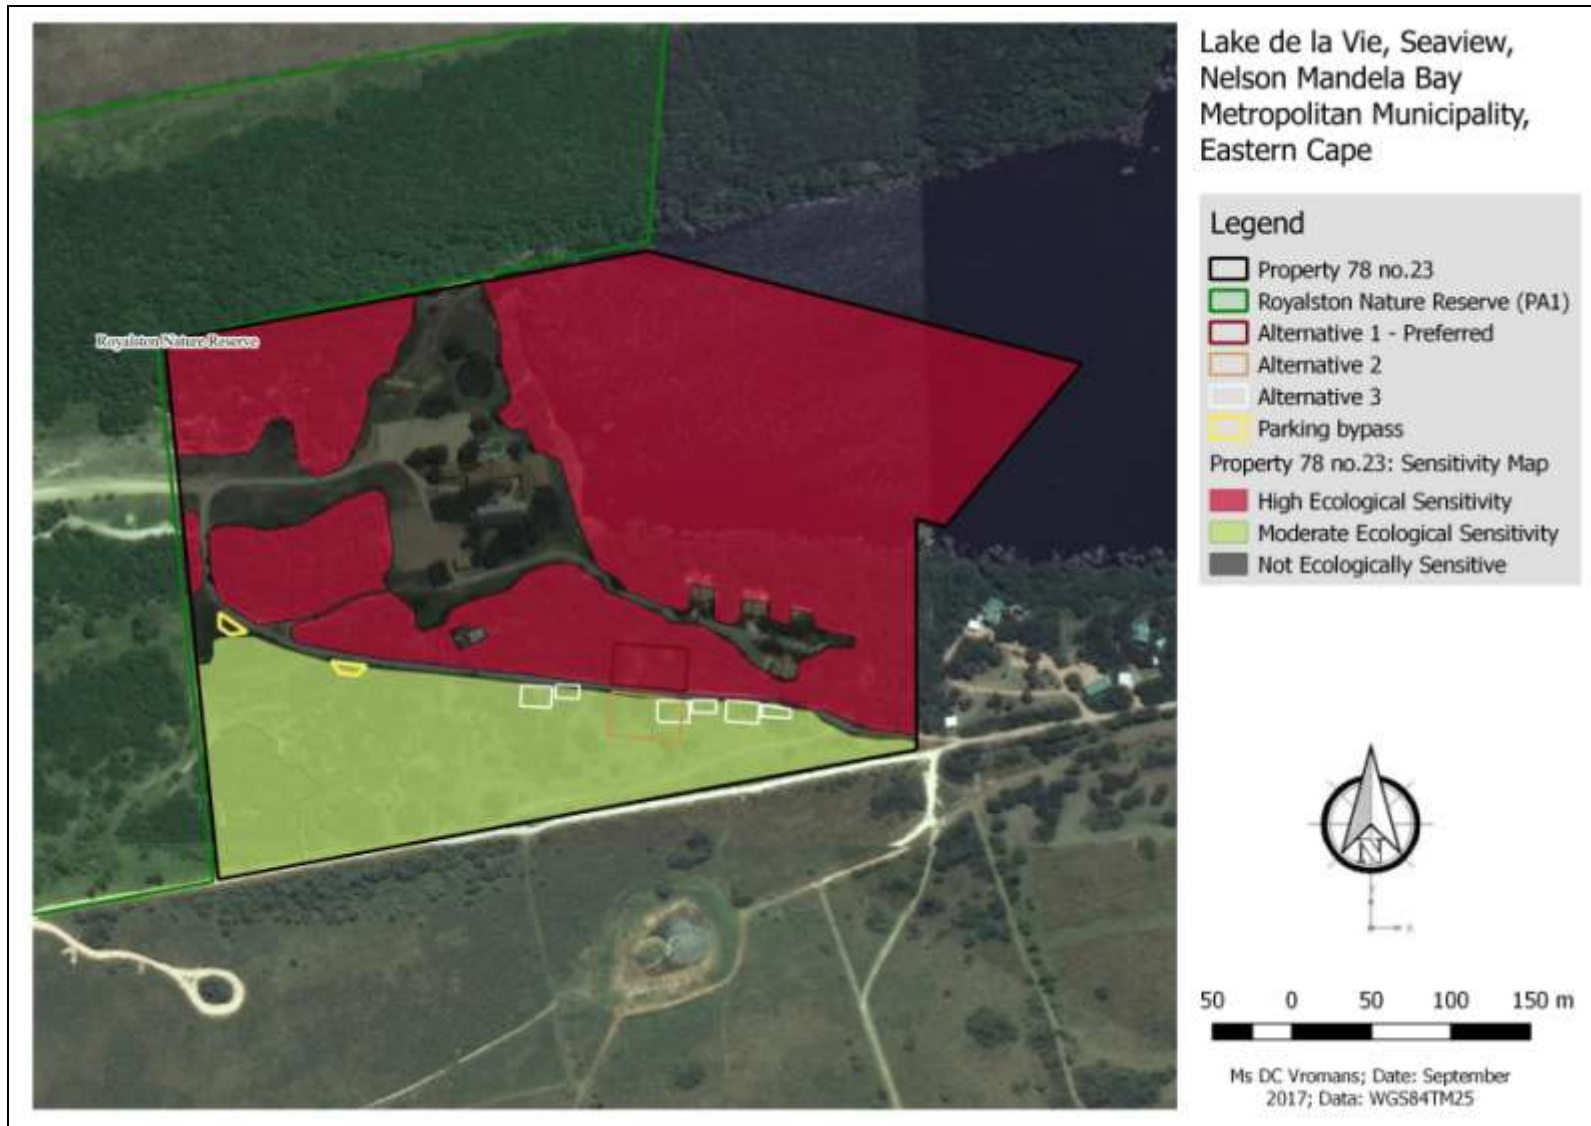 Lake de la Vie, Seaview,
Nelson Mandela Bay
Metropolitan Municipality,
Eastern Cape
Legend
Property 78 no.23
Royalston Nature Reserve (PA1)
Alternative 1 - Preferred
Alternative 2
Alternative 3
Parking bypass
Property 78 no.23: Sensitivity Map
High Ecological Sensitivity
Moderate Ecological Sensitivity
Not Ecologically Sensitive
Royalston Nature Reserve
N
50 0 50 100 150 m
Ms DC Vromans; Date: September
2017; Data: WGS84TM25